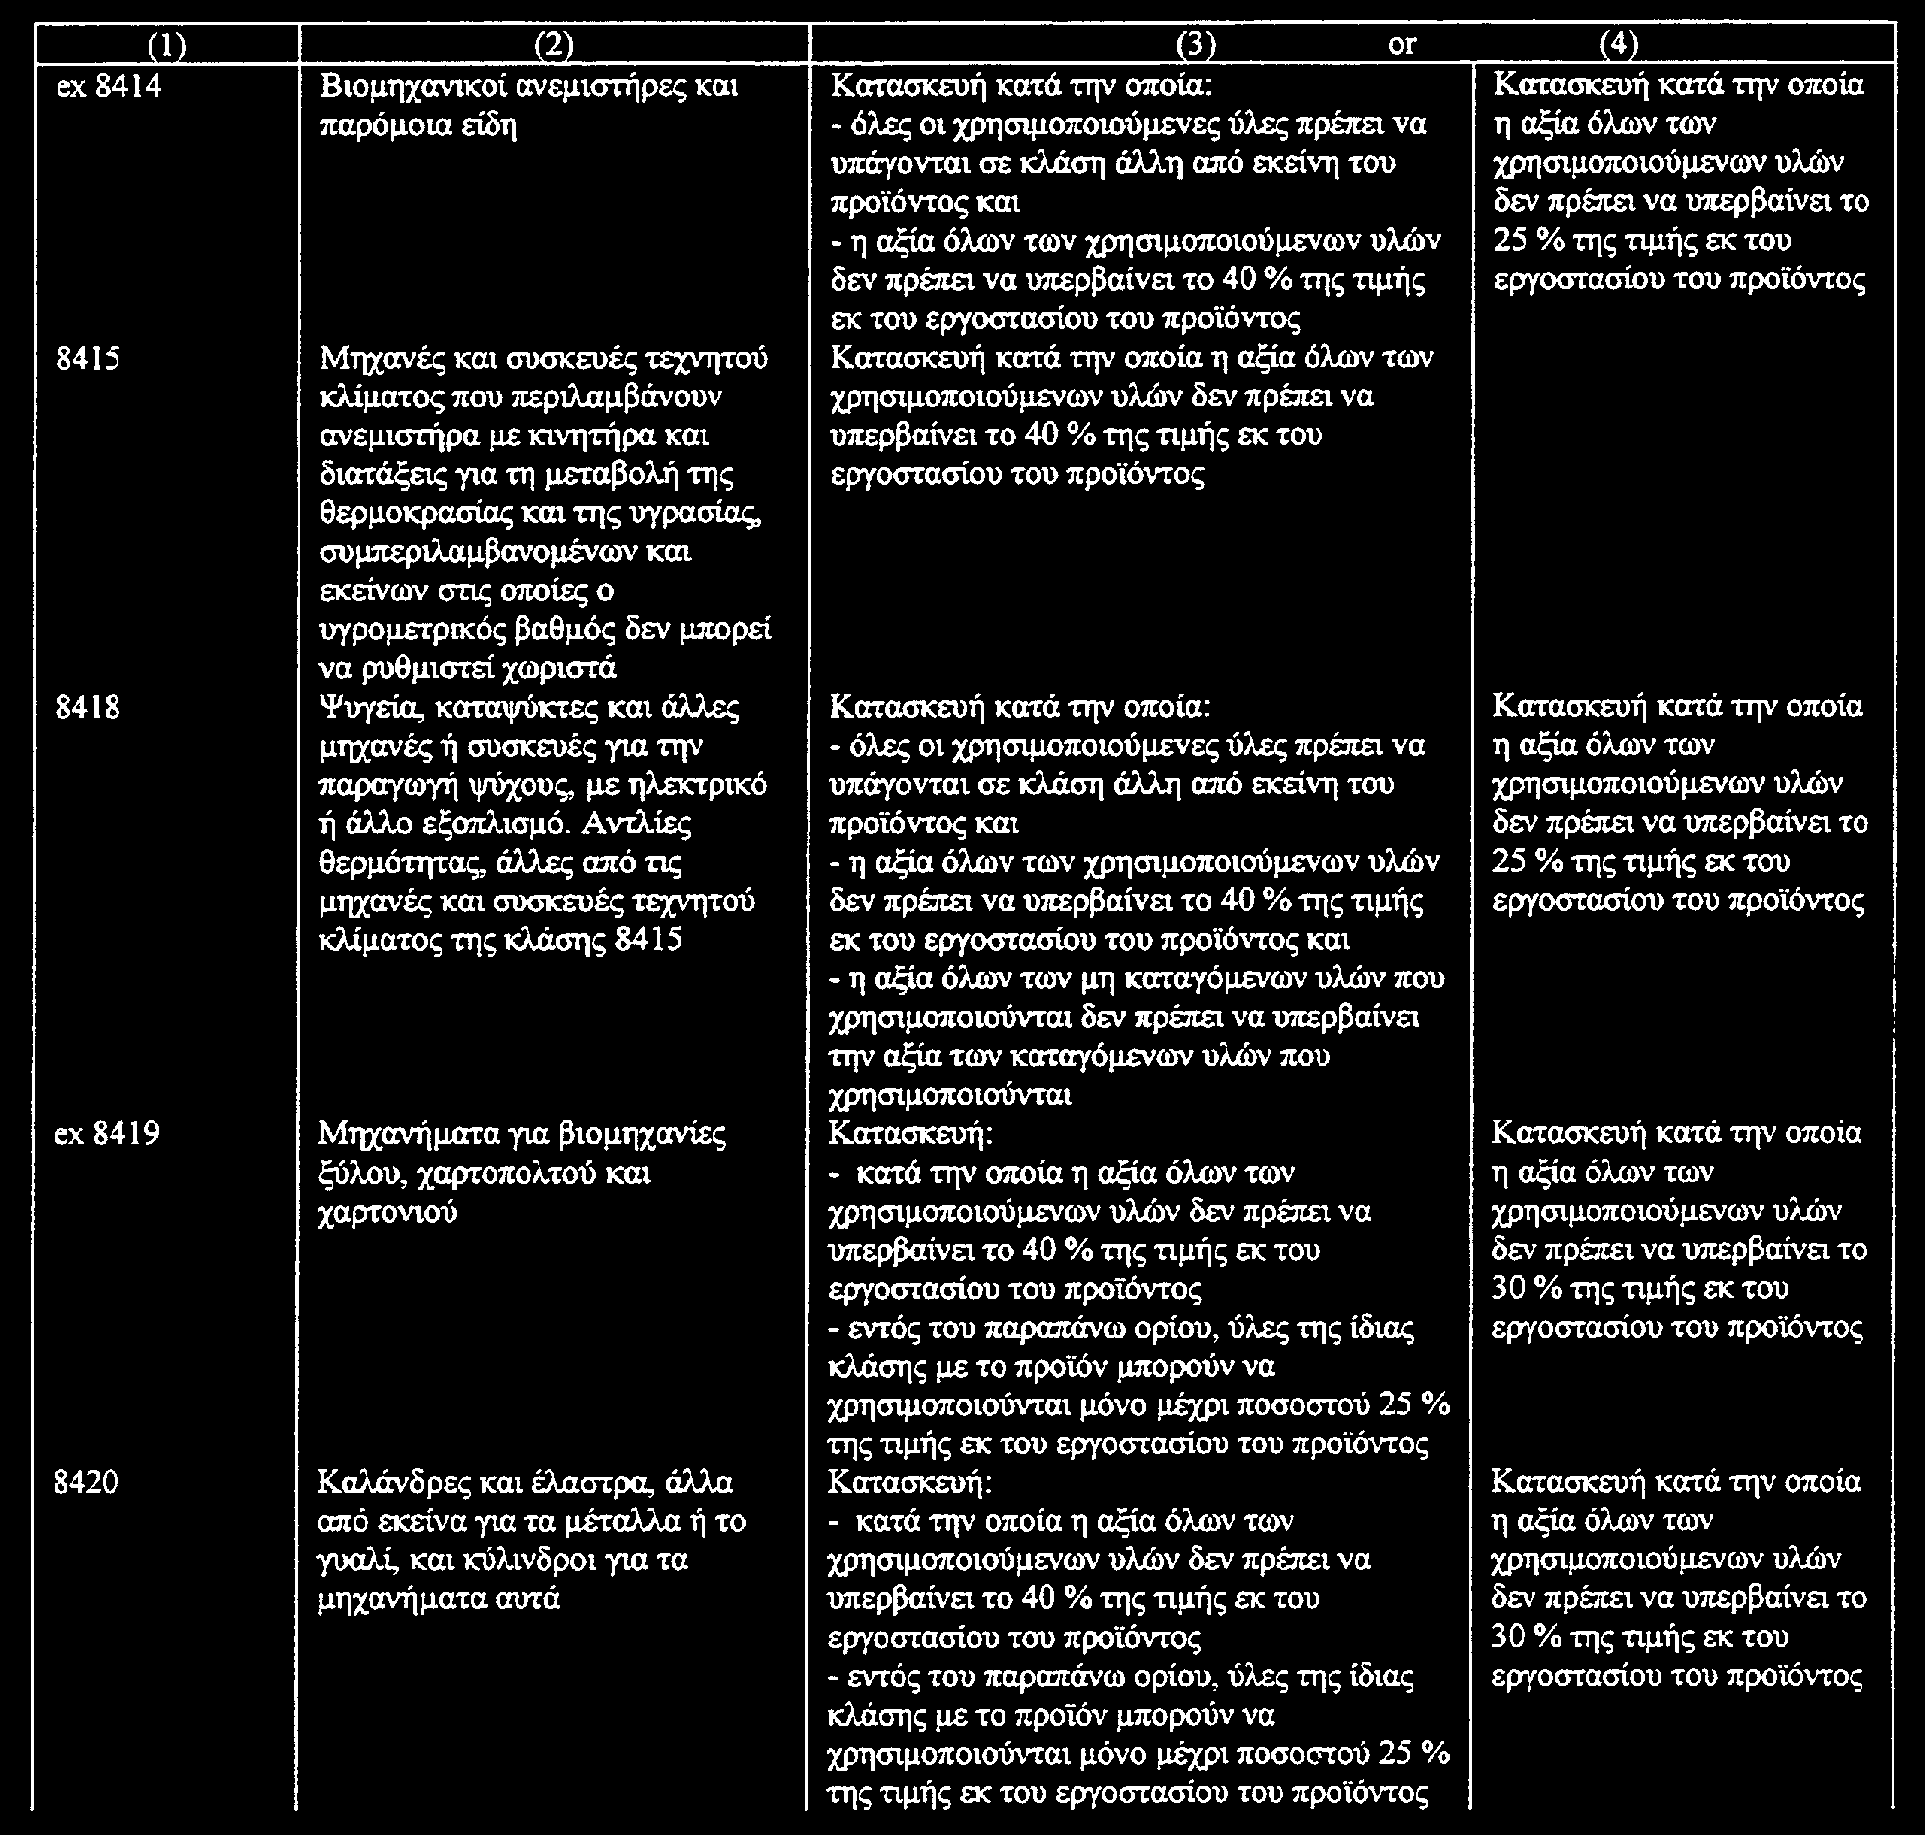 (1) (2) (3) or (4)
ex 8414
Βιομηχανικοί ανεμιστήρες και
παρόμοια είδη
Κατασκευή κατά την οποία:
- όλες οι χρησιμοποιούμενες ύλες πρέπει να
υπάγονται σε κλάση άλλη από εκείνη του
προϊόντος και
- η αξία όλων των χρησιμοποιούμενων υλών
δεν πρέπει να υπερβαίνει το 40 % της τιμής
εκ του εργοστασίου του προϊόντος
Κατασκευή κατά την οποία
η αξία όλων των
χρησιμοποιούμενων υλών
δεν πρέπει να υπερβαίνει το
25 % της τιμής εκ του
εργοστασίου του προϊόντος
8415
Μηχανές και συσκευές τεχνητού
κλίματος που περιλαμβάνουν
ανεμιστήρα με κινητήρα και
διατάξεις για τη μεταβολή της
θερμοκρασίας και της υγρασίας,
συμπεριλαμβανομένων και
εκείνων στις οποίες ο
υγρομετρικός βαθμός δεν μπορεί
να ρυθμιστεί χωριστά
Κατασκευή κατά την οποία η αξία όλων των
χρησιμοποιούμενων υλών δεν πρέπει να
υπερβαίνει το 40 % της τιμής εκ του
εργοστασίου του προϊόντος
8418
Ψυγεία, καταψύκτες και άλλες
μηχανές ή συσκευές για την
παραγωγή ψύχους, με ηλεκτρικό
ή άλλο εξοπλισμό. Αντλίες
θερμότητας, άλλες από τις
μηχανές και συσκευές τεχνητού
κλίματος της κλάσης 8415
Κατασκευή κατά την οποία:
- όλες οι χρησιμοποιούμενες ύλες πρέπει να
υπάγονται σε κλάση άλλη από εκείνη του
προϊόντος και
- η αξία όλων των χρησιμοποιούμενων υλών
δεν πρέπει να υπερβαίνει το 40 % της τιμής
εκ του εργοστασίου του προϊόντος και
- η αξία όλων των μη καταγόμενων υλών που
χρησιμοποιούνται δεν πρέπει να υπερβαίνει
την αξία των καταγόμενων υλών που
χρησιμοποιούνται
Κατασκευή κατά την οποία
η αξία όλων των
χρησιμοποιούμενων υλών
δεν πρέπει να υπερβαίνει το
25 % της τιμής εκ του
εργοστασίου του προϊόντος
ex 8419
Μηχανήματα για βιομηχανίες
ξύλου, χαρτοπολτού και
χαρτονιού
Κατασκευή:
- κατά την οποία η αξία όλων των
χρησιμοποιούμενων υλών δεν πρέπει να
υπερβαίνει το 40 % της τιμής εκ του
εργοστασίου του προϊόντος
- εντός του παραπάνω ορίου, ύλες της ίδιας
κλάσης με το προϊόν μπορούν να
χρησιμοποιούνται μόνο μέχρι ποσοστού 25 %
της τιμής εκ του εργοστασίου του προϊόντος
Κατασκευή κατά την οποία
η αξία όλων των
χρησιμοποιούμενων υλών
δεν πρέπει να υπερβαίνει το
30 % της τιμής εκ του
εργοστασίου του προϊόντος
8420
Καλάνδρες και έλαστρα, άλλα
από εκείνα για τα μέταλλα ή το
γυαλί, και κύλινδροι για τα
μηχανήματα αυτά
Κατασκευή:
- κατά την οποία η αξία όλων των
χρησιμοποιούμενων υλών δεν πρέπει να
υπερβαίνει το 40 % της τιμής εκ του
εργοστασίου του προϊόντος
- εντός του παραπάνω ορίου, ύλες της ίδιας
κλάσης με το προϊόν μπορούν να
χρησιμοποιούνται μόνο μέχρι ποσοστού 25 %
της τιμής εκ του εργοστασίου του προϊόντος
Κατασκευή κατά την οποία
η αξία όλων των
χρησιμοποιούμενων υλών
δεν πρέπει να υπερβαίνει το
30 % της τιμής εκ του
εργοστασίου του προϊόντος